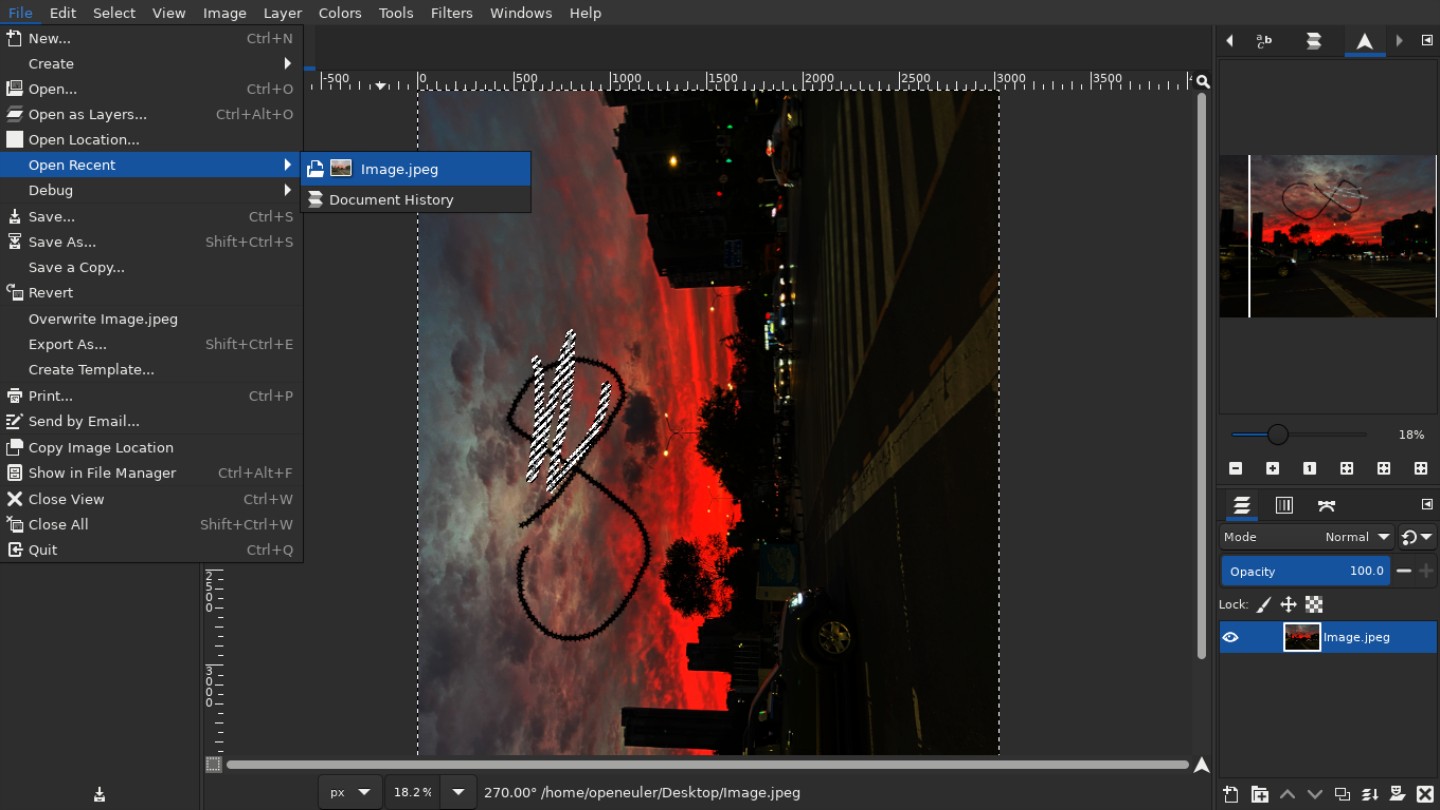 File Edit Select View Image Layer Colors Tools Filters Windows Help
New... Ctrl+N
Create
Open... Ctrl+O
Open as Layers... Ctrl+Alt+O
Open Location...
Open Recent
Debug
Save... Ctrl+S
Save As... Shift+Ctrl+S
Save a Copy...
Revert
Overwrite Image.jpeg
Export As... Shift+Ctrl+E
Create Template...
Print... Ctrl+P
Send by Email...
Copy Image Location
Show in File Manager Ctrl+Alt+F
Close View Ctrl+W
Close All Shift+Ctrl+W
Quit Ctrl+Q
Image.jpeg
Document History
-500 0 500 1000 1500 2000 2500 3000 3500
2500
3000
px 18.2% 270.00° /home/openeuler/Desktop/Image.jpeg
18%
Mode Normal
Opacity 100.0
Lock:
Image.jpeg